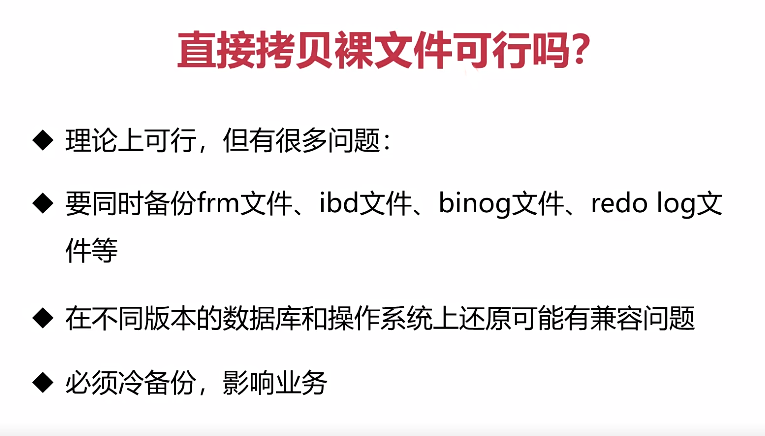 直接拷贝裸文件可行吗?
◆ 理论上可行，但有很多问题：
◆ 要同时备份frm文件、ibd文件、binog文件、redo log文
件等
◆ 在不同版本的数据库和操作系统上还原可能有兼容问题
◆ 必须冷备份，影响业务